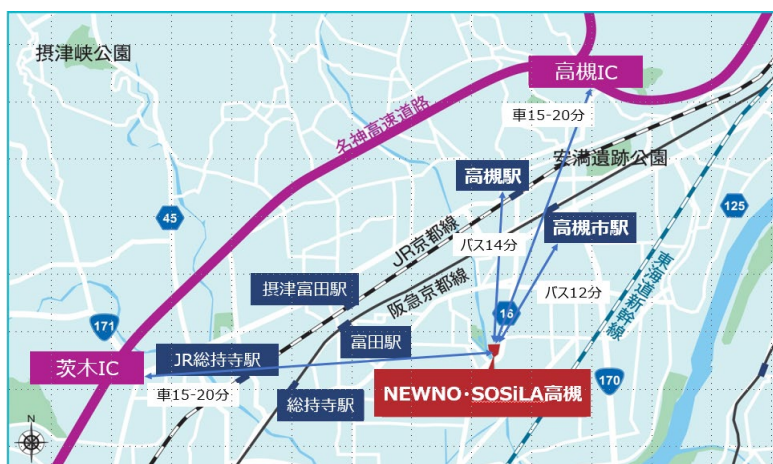 摂津峡公園
高槻IC
車15-20分
名神高速道路
安満遺跡公園
高槻駅
125
45
高槻市駅
JR京都線
バス14分
東海道新幹線
阪急京都線
摂津富田駅
バス12分
16
171
富田駅
JR総持寺駅
茨木IC
170
車15-20分
総持寺駅
NEWNO・SOSiLA高槻
N